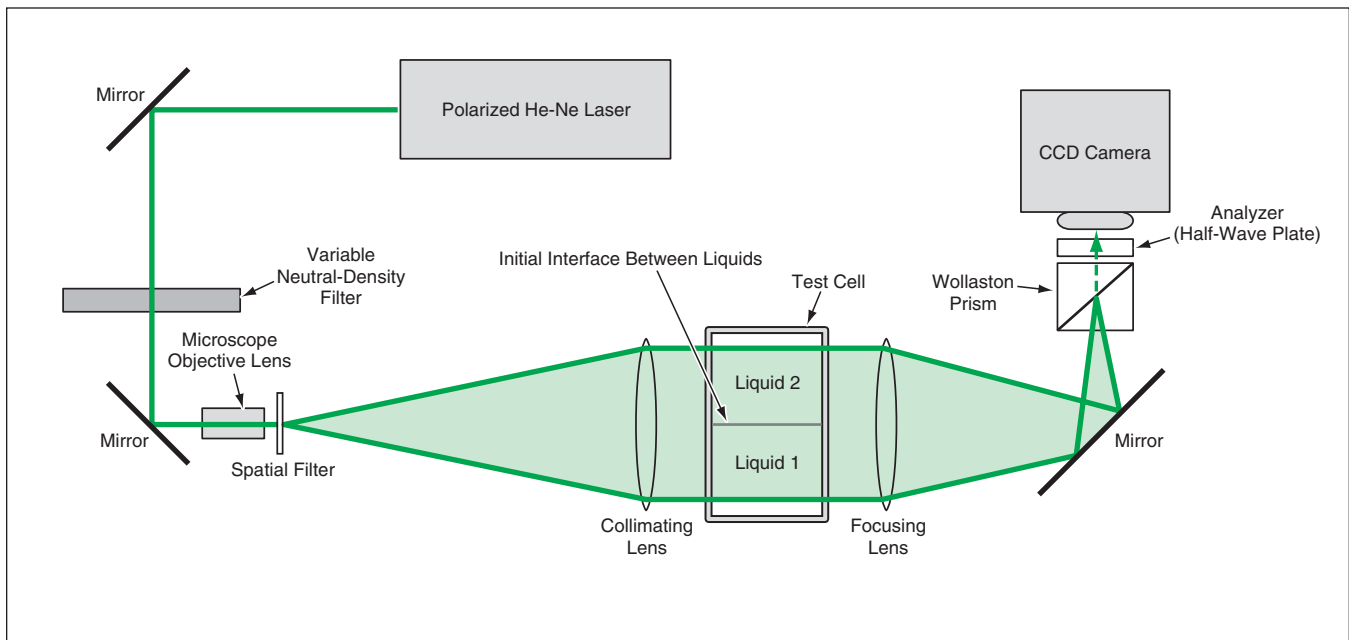 Mirror
Polarized He-Ne Laser
CCD Camera
Analyzer
(Half-Wave Plate)
Variable
Neutral-Density
Filter
Initial Interface Between Liquids
Test Cell
Wollaston
Prism
Microscope
Objective Lens
Liquid 2
Mirror
Spatial Filter
Liquid 1
Mirror
Collimating
Lens
Focusing
Lens